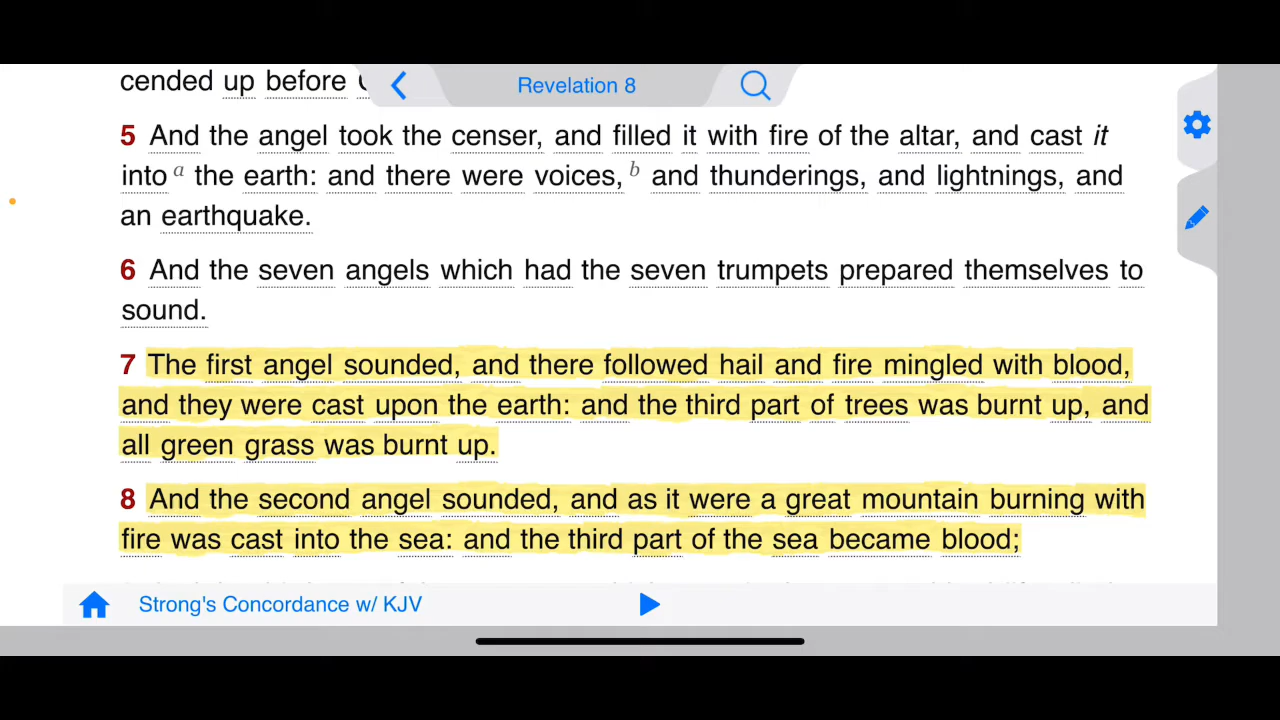 cended up before
Revelation 8
5 And the angel took the censer, and filled it with fire of the altar, and cast it
into a the earth: and there were voices, b and thunderings, and lightnings, and
an earthquake.
6 And the seven angels which had the seven trumpets prepared themselves to
sound.
7 The first angel sounded, and there followed hail and fire mingled with blood,
and they were cast upon the earth: and the third part of trees was burnt up, and
all green grass was burnt up.
8 And the second angel sounded, and as it were a great mountain burning with
fire was cast into the sea: and the third part of the sea became blood;
Strong's Concordance w/ KJV